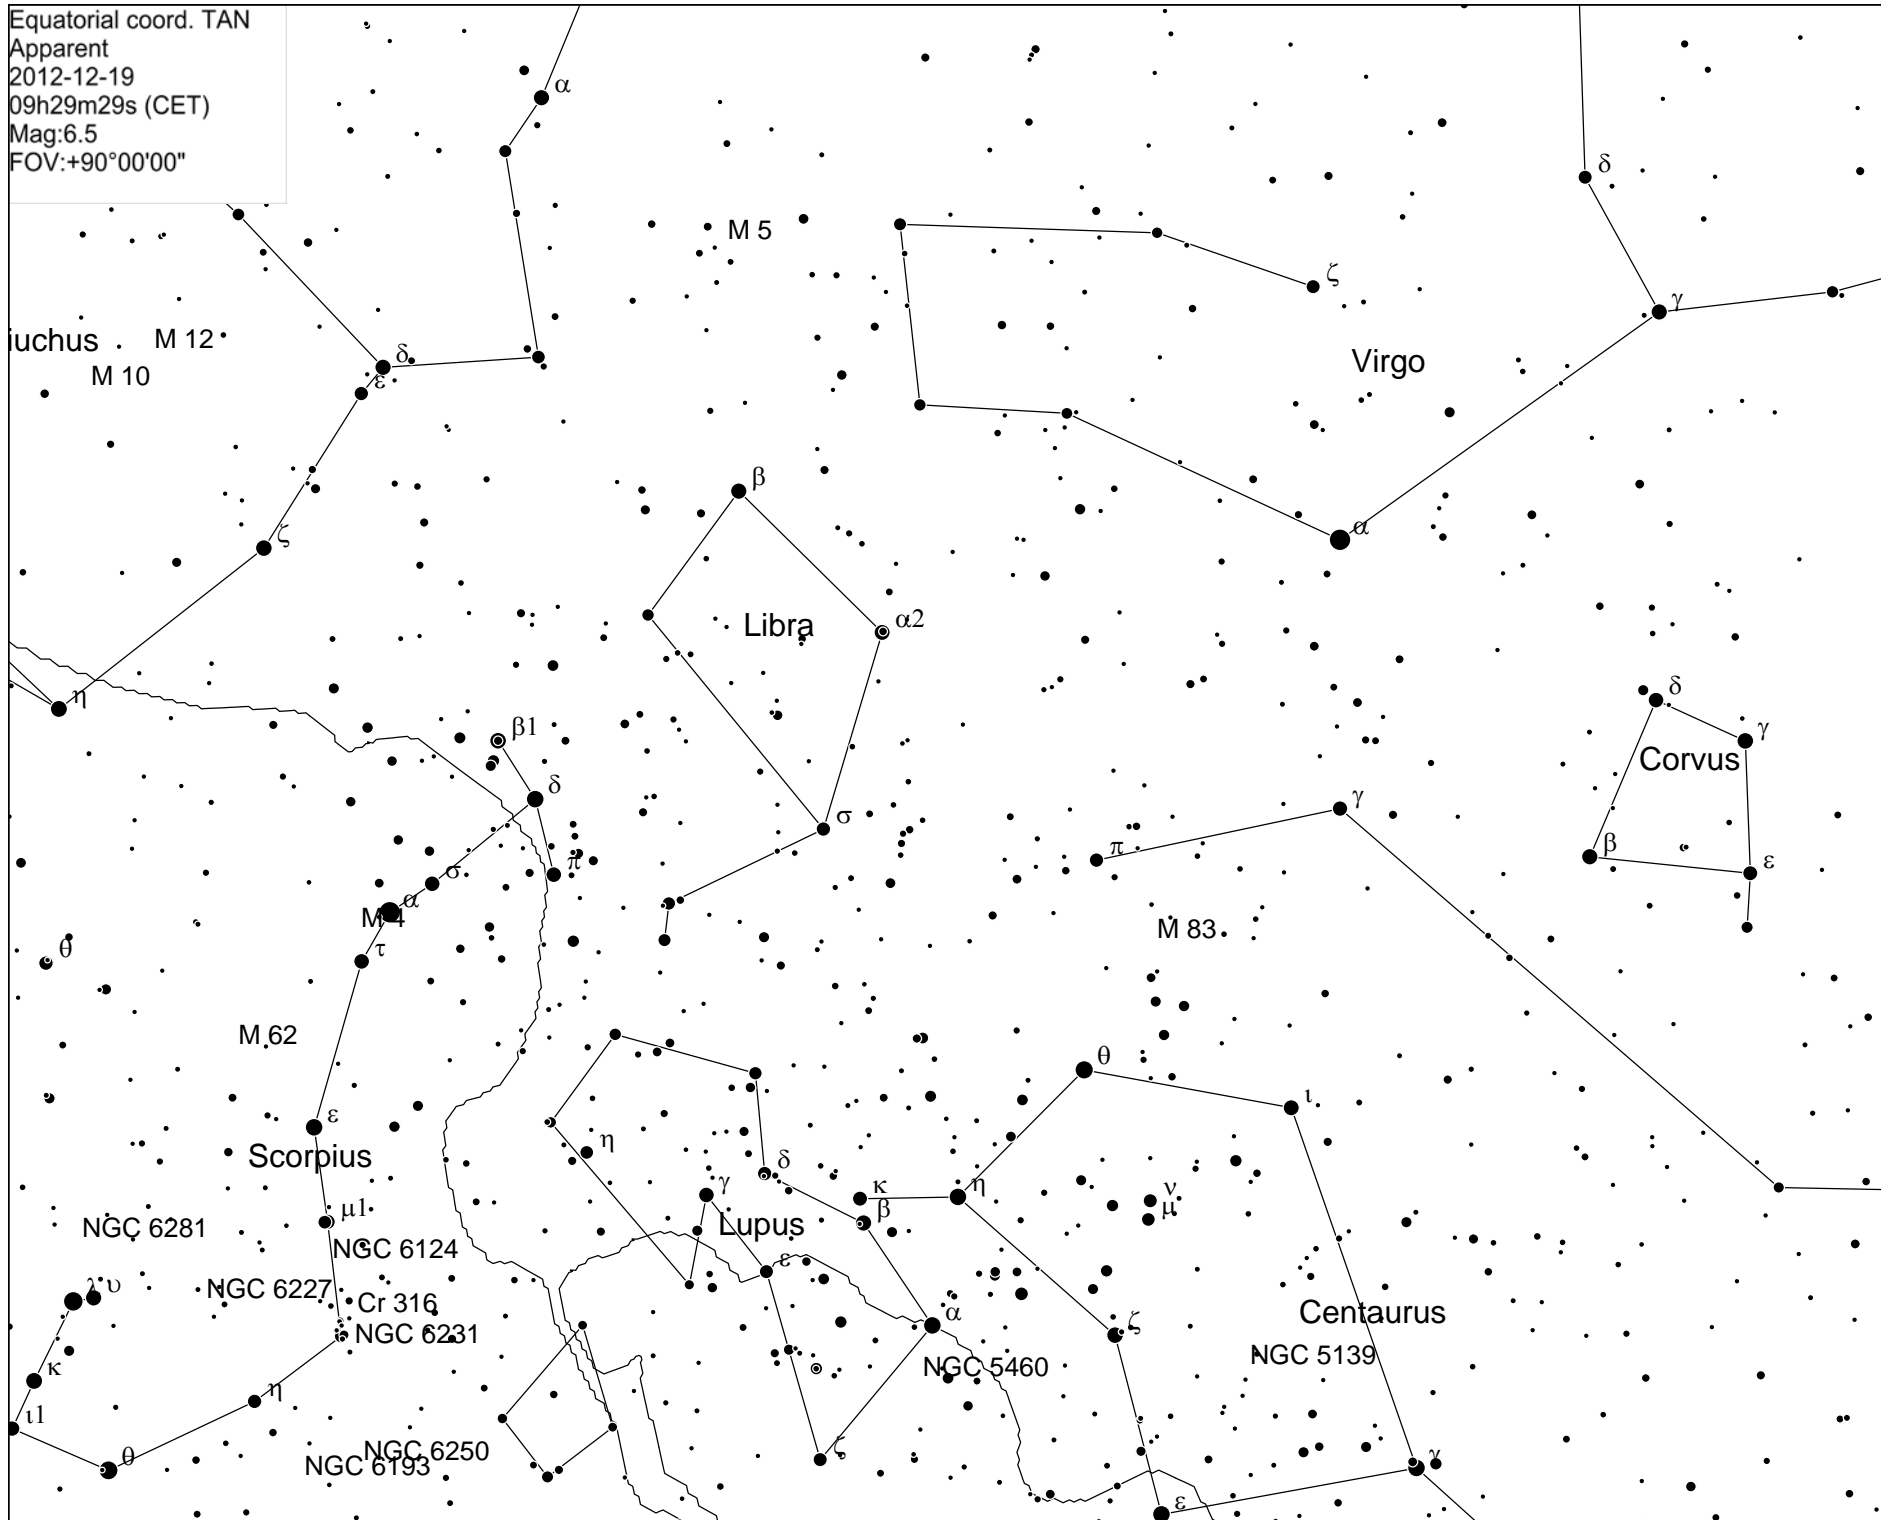 Equatorial coord. TAN
Apparent
2012-12-19
09h29m29s (CET)
Mag:6.5
FOV:+90°00'00"
α
δ
M 5
ζ
γ
iuchus
M 12
δ
Virgo
M 10
ε
β
α
ζ
Libra
α2
δ
η
β1
γ
Corvus
δ
γ
σ
π
β
ε
π
σ
α
M 4
M 83
τ
θ
M 62
θ
ι
ε
η
Scorpius
δ
κ
η
ν
γ
β
μ
μ1
Lupus
NGC 6281
NGC 6124
ε
NGC 6227
λ
υ
Cr 316
α
Centaurus
ζ
NGC 6231
NGC 5139
κ
NGC 5460
η
ι1
NGC 6250
ζ
γ
θ
NGC 6193
ε